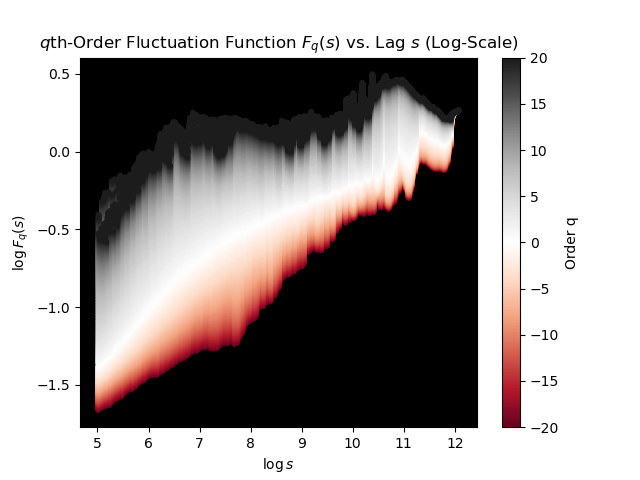 qth-Order Fluctuation Function F_q(s) vs. Lag s (Log-Scale)
0.5
0.0
−0.5
−1.0
−1.5
log F_q(s)
5 6 7 8 9 10 11 12
log s
20
15
10
5
0
−5
−10
−15
−20
Order q